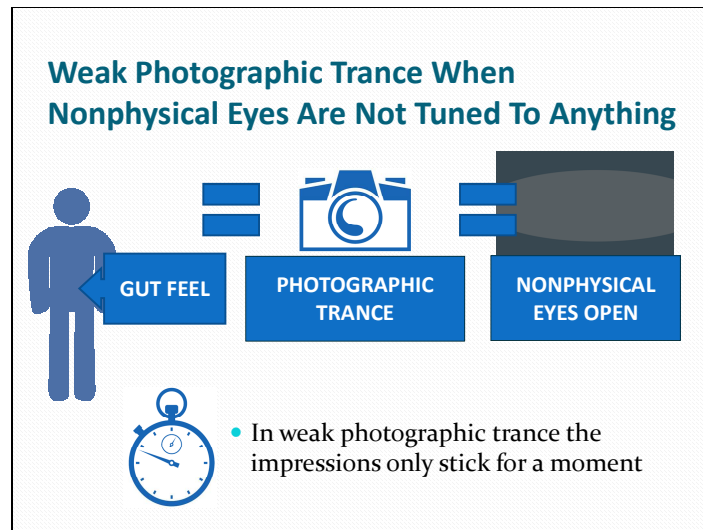 Weak Photographic Trance When
Nonphysical Eyes Are Not Tuned To Anything
GUT FEEL
PHOTOGRAPHIC
TRANCE
NONPHYSICAL
EYES OPEN
• In weak photographic trance the
impressions only stick for a moment